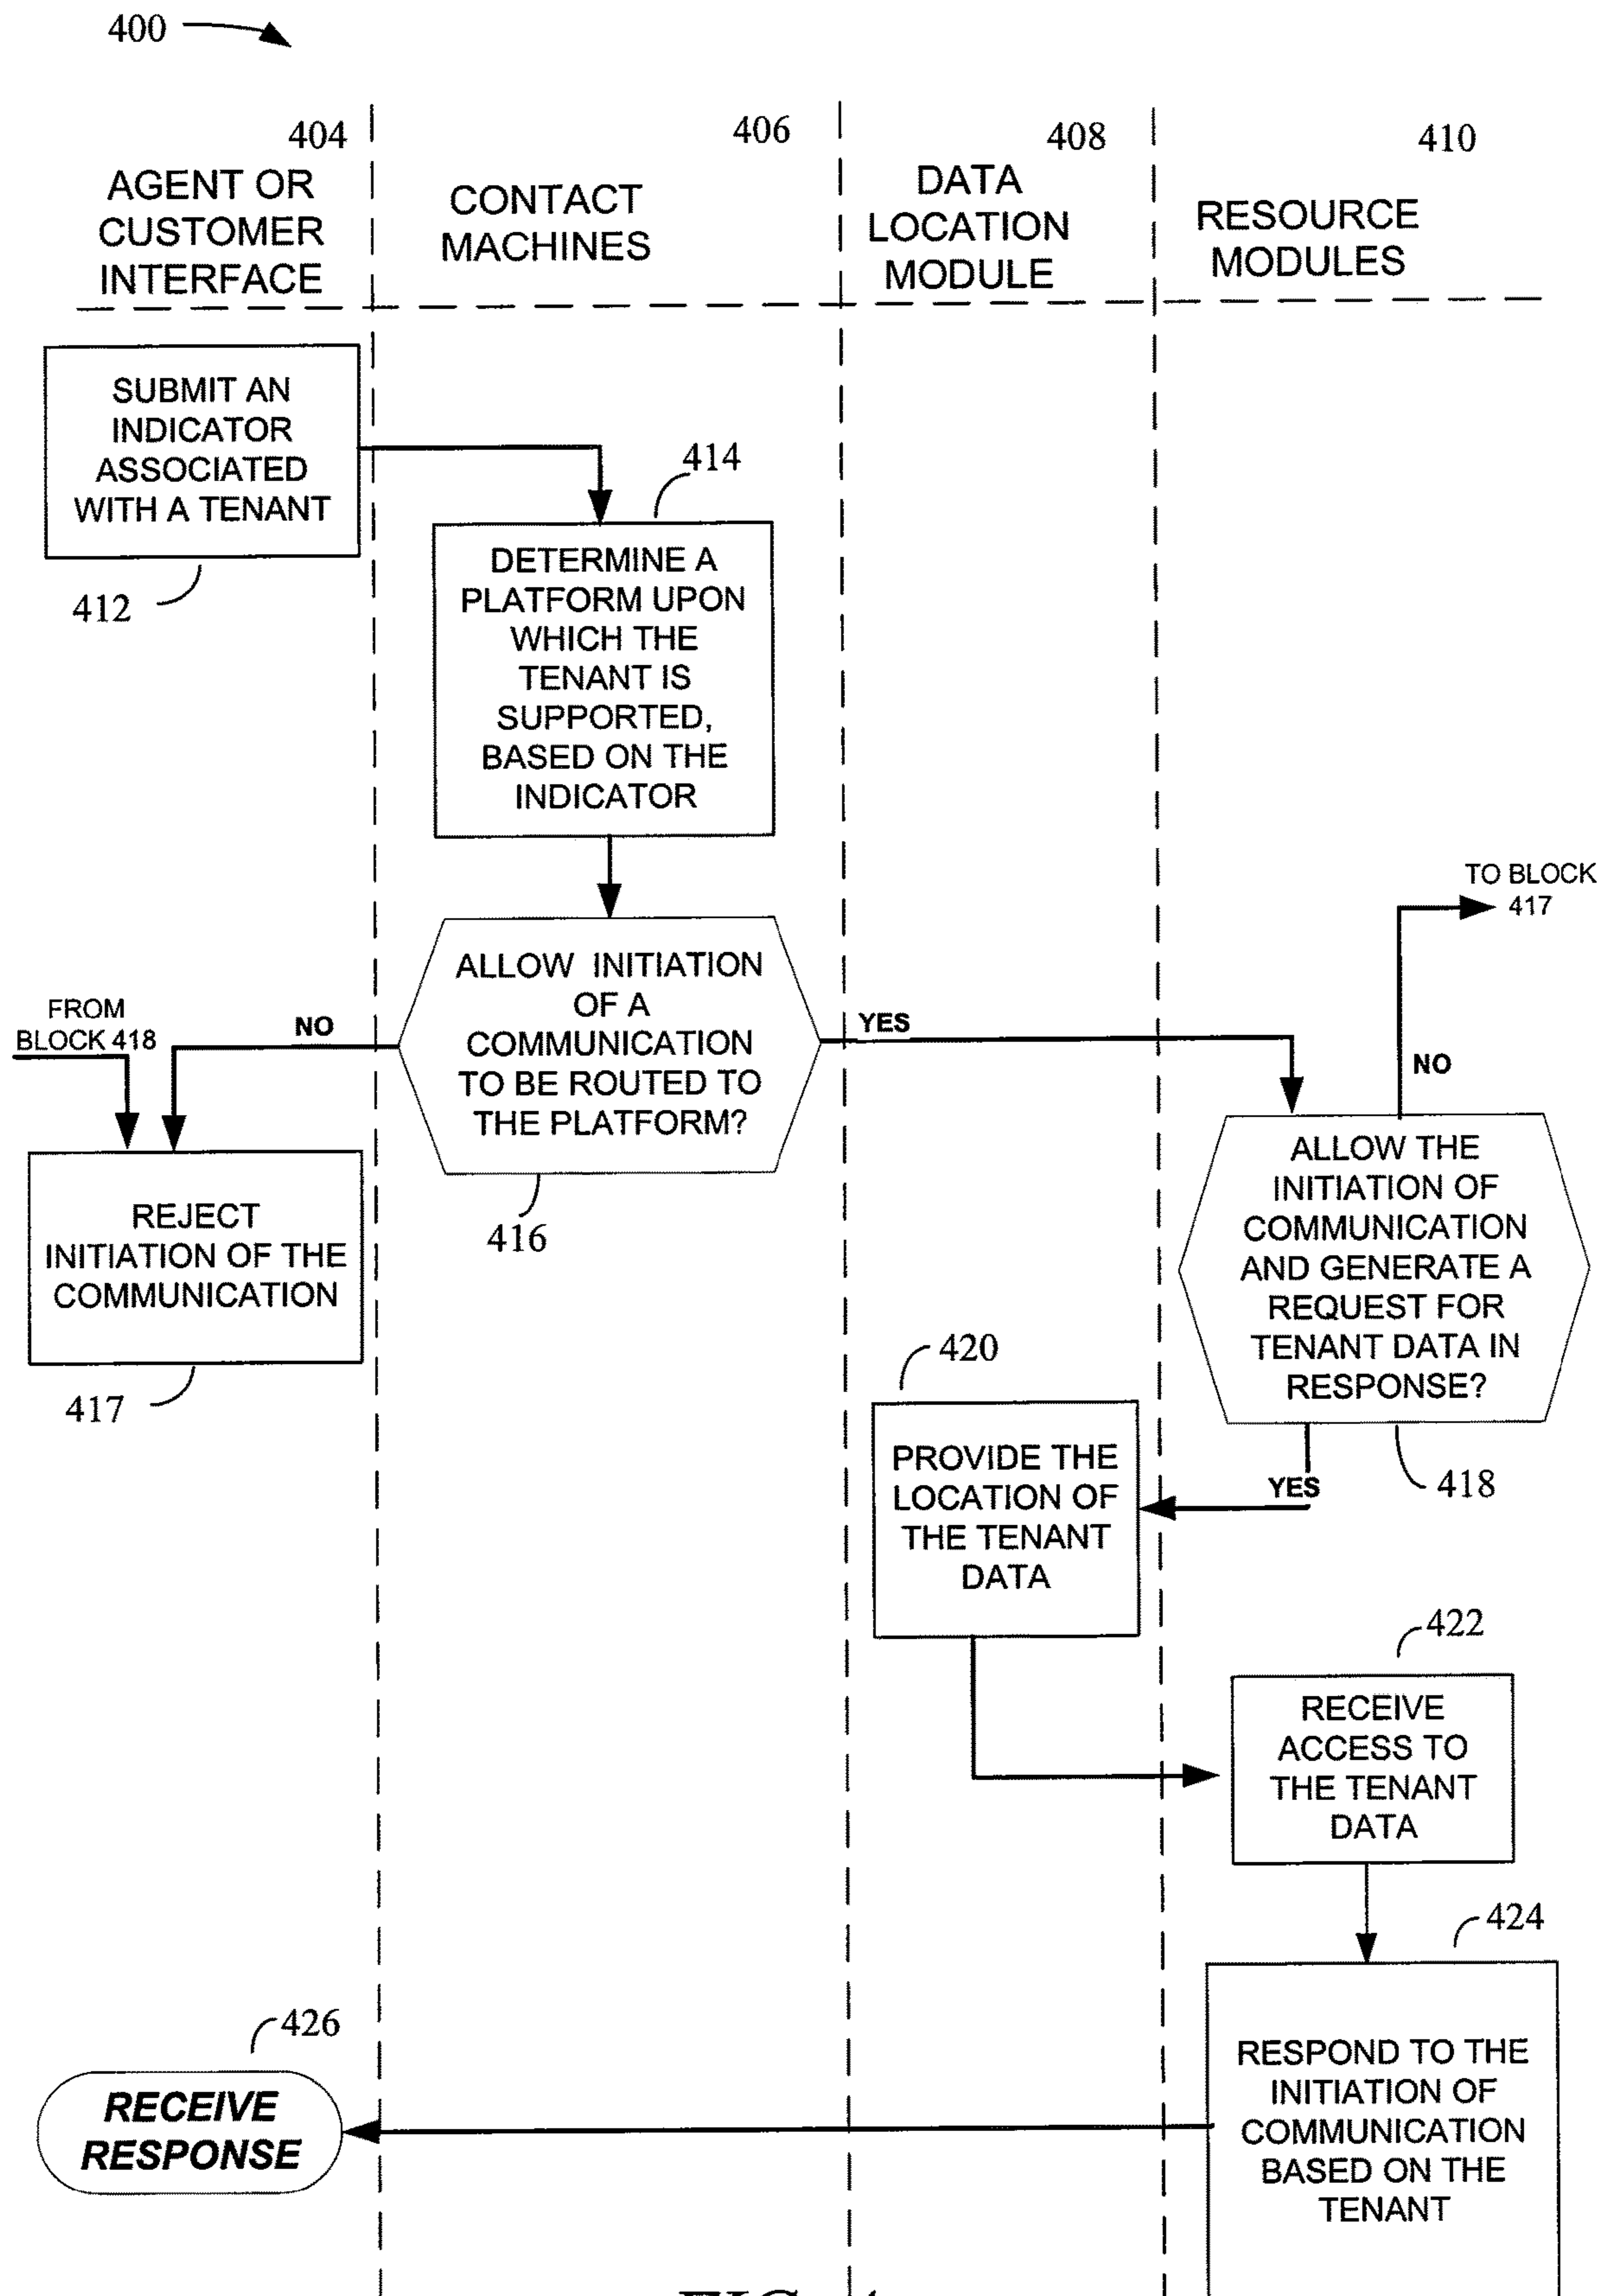 400
404
AGENT OR
CUSTOMER
INTERFACE
406
CONTACT
MACHINES
408
DATA
LOCATION
MODULE
410
RESOURCE
MODULES
SUBMIT AN
INDICATOR
ASSOCIATED
WITH A TENANT
412
414
DETERMINE A
PLATFORM UPON
WHICH THE
TENANT IS
SUPPORTED,
BASED ON THE
INDICATOR
TO BLOCK
417
ALLOW INITIATION
OF A
COMMUNICATION
TO BE ROUTED TO
THE PLATFORM?
416
FROM
BLOCK 418
NO
YES
NO
REJECT
INITIATION OF THE
COMMUNICATION
417
ALLOW THE
INITIATION OF
COMMUNICATION
AND GENERATE A
REQUEST FOR
TENANT DATA IN
RESPONSE?
418
YES
420
PROVIDE THE
LOCATION OF
THE TENANT
DATA
422
RECEIVE
ACCESS TO
THE TENANT
DATA
424
RESPOND TO THE
INITIATION OF
COMMUNICATION
BASED ON THE
TENANT
426
RECEIVE
RESPONSE